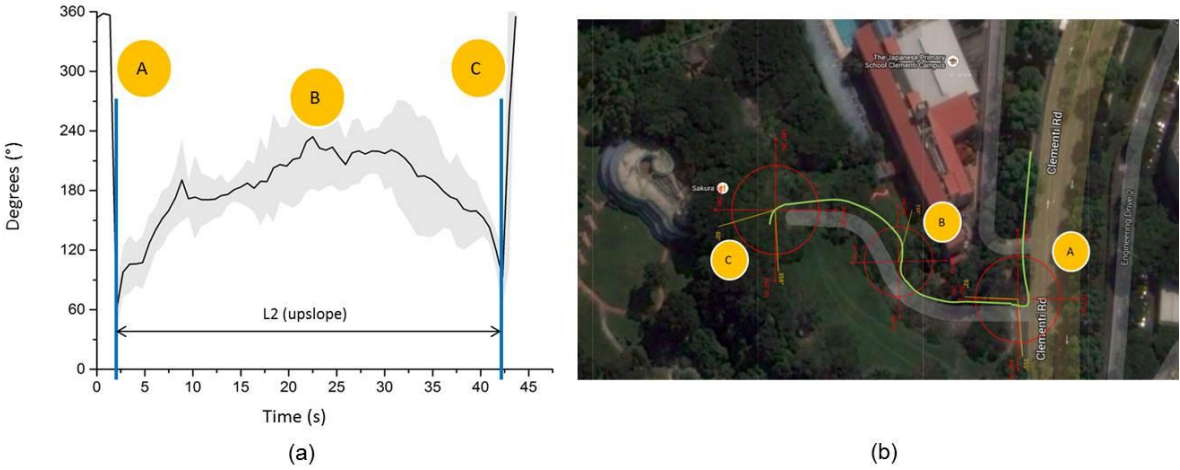 360
300
240
180
120
60
0
Degrees (°)
A
B
C
L2 (upslope)
0 5 10 15 20 25 30 35 40 45
Time (s)
(a)
The Japanese Primary
School Clementi Campus
Clementi Rd
Engineering Drive 2
Sakura
B
A
C
Clementi Rd
(b)